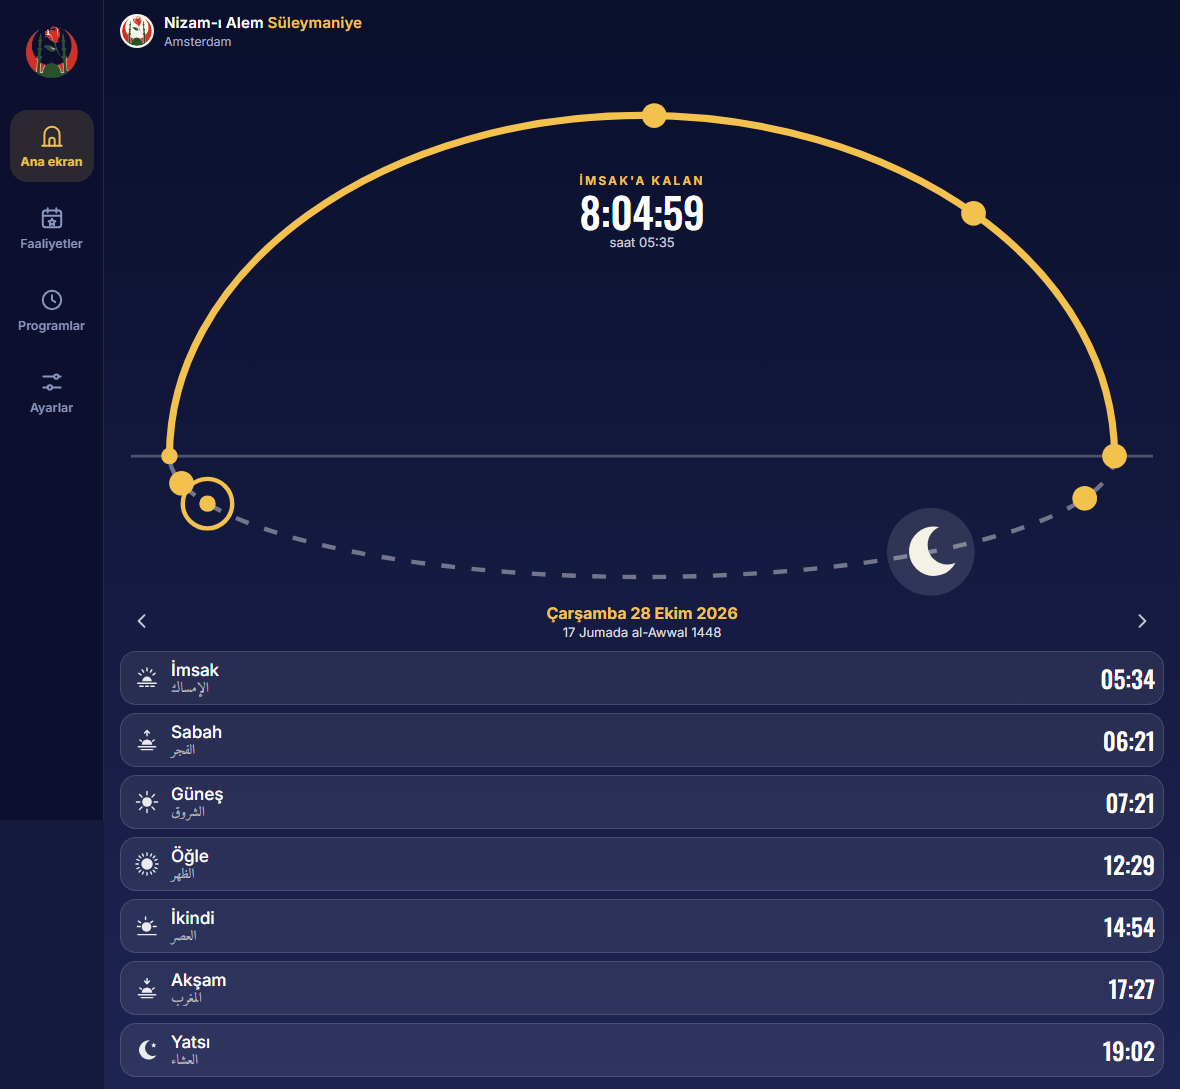 Nizam-ı Alem Süleymaniye
Amsterdam
Ana ekran
Faaliyetler
Programlar
Ayarlar
İMSAK'A KALAN
8:04:59
saat 05:35
Çarşamba 28 Ekim 2026
17 Jumada al-Awwal 1448
İmsak
الإمساك
05:34
Sabah
الفجر
06:21
Güneş
الشروق
07:21
Öğle
الظهر
12:29
İkindi
العصر
14:54
Akşam
المغرب
17:27
Yatsı
العشاء
19:02